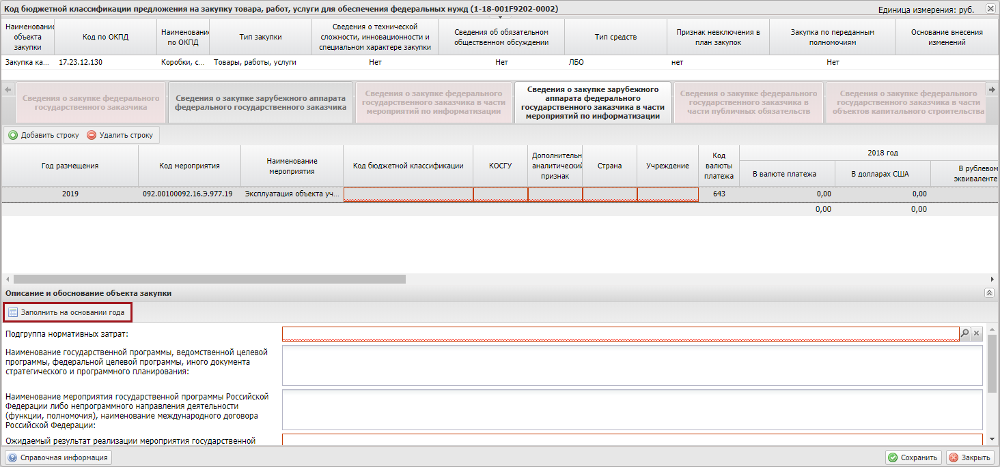 Код бюджетной классификации предложения на закупку товара, работ, услуги для обеспечения федеральных нужд (1-18-001F9202-0002)
Единица измерения: руб.
Наименование
объекта
закупки
Код по ОКПД
Наименование
по ОКПД
Тип закупки
Сведения о технической
сложности, инновационности и
специальном характере закупки
Сведения об обязательном
общественном обсуждении
Тип средств
Признак невключения в
план закупок
Закупка по переданным
полномочиям
Основание внесения
изменений
Закупка ка...
17.23.12.130
Коробки, с...
Товары, работы, услуги
Нет
Нет
ЛБО
нет
Нет
Сведения о закупке федерального
государственного заказчика
Сведения о закупке зарубежного аппарата
федерального государственного заказчика
Сведения о закупке федерального
государственного заказчика в части
мероприятий по информатизации
Сведения о закупке зарубежного
аппарата федерального
государственного заказчика в части
мероприятий по информатизации
Сведения о закупке федерального
государственного заказчика в
части публичных обязательств
Сведения о закупке федерального
государственного заказчика в части
объектов капитального строительства
Добавить строку
Удалить строку
Год размещения
Код мероприятия
Наименование
мероприятия
Код бюджетной классификации
КОСГУ
Дополнительн
аналитический
признак
Страна
Учреждение
Код
валюты
платежа
2018 год
В валюте платежа
В долларах США
В рублевом
эквиваленте
2019
092.00100092.16.Э.977.19
Эксплуатация объекта уч...
643
0,00
0,00
0,00
0,00
Описание и обоснование объекта закупки
Заполнить на основании года
Подгруппа нормативных затрат:
Наименование государственной программы, ведомственной целевой
программы, федеральной целевой программы, иного документа
стратегического и программного планирования:
Наименование мероприятия государственной программы Российской
Федерации либо непрограммного направления деятельности
(функции, полномочия), наименование международного договора
Российской Федерации:
Ожидаемый результат реализации мероприятия государственной
Справочная информация
Сохранить
Закрыть